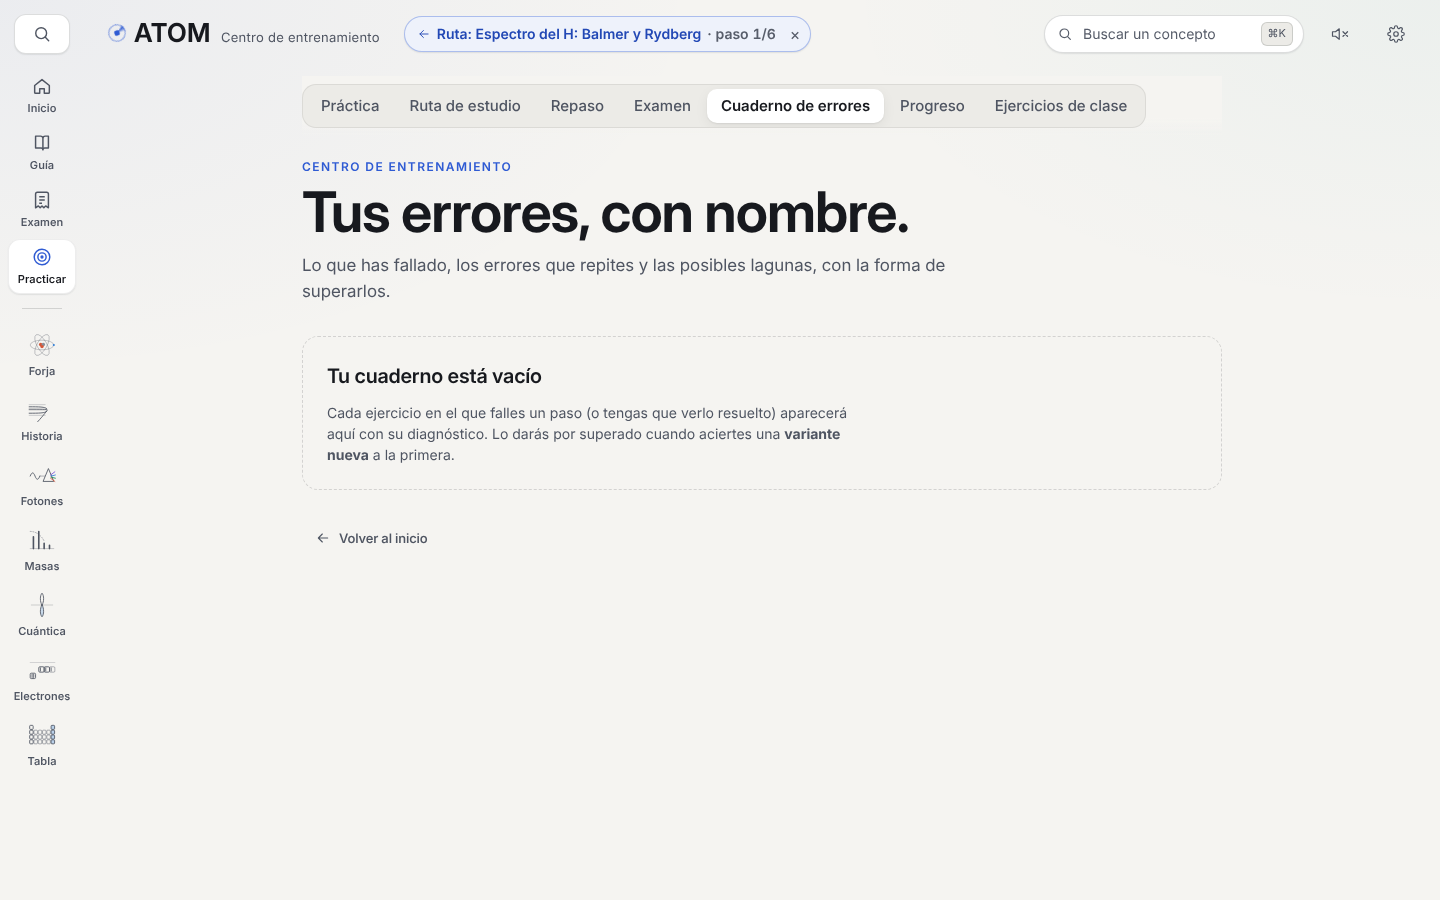 ATOM Centro de entrenamiento
Ruta: Espectro del H: Balmer y Rydberg · paso 1/6 ×
Buscar un concepto ⌘K
Inicio
Guía
Examen
Practicar
Forja
Historia
Fotones
Masas
Cuántica
Electrones
Tabla
Práctica Ruta de estudio Repaso Examen Cuaderno de errores Progreso Ejercicios de clase
CENTRO DE ENTRENAMIENTO
Tus errores, con nombre.
Lo que has fallado, los errores que repites y las posibles lagunas, con la forma de
superarlos.
Tu cuaderno está vacío
Cada ejercicio en el que falles un paso (o tengas que verlo resuelto) aparecerá
aquí con su diagnóstico. Lo darás por superado cuando aciertes una variante
nueva a la primera.
← Volver al inicio